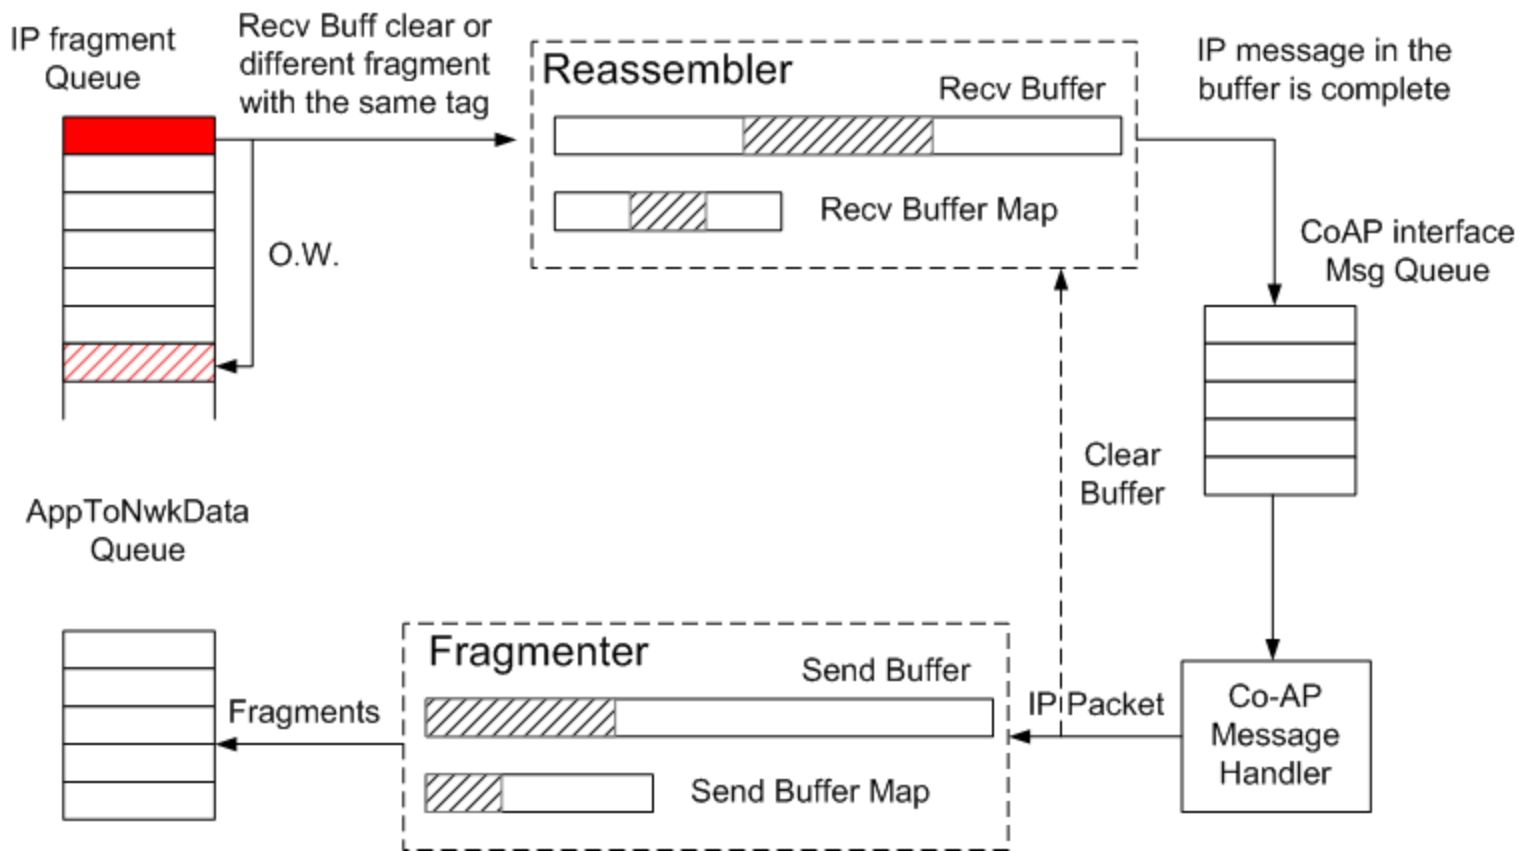 IP fragment
Queue
Recv Buff clear or
different fragment
with the same tag
Reassembler
Recv Buffer
IP message in the
buffer is complete
Recv Buffer Map
O.W.
CoAP interface
Msg Queue
Clear
Buffer
AppToNwkData
Queue
Fragmenter
Send Buffer
Fragments
IP Packet
Co-AP
Message
Handler
Send Buffer Map